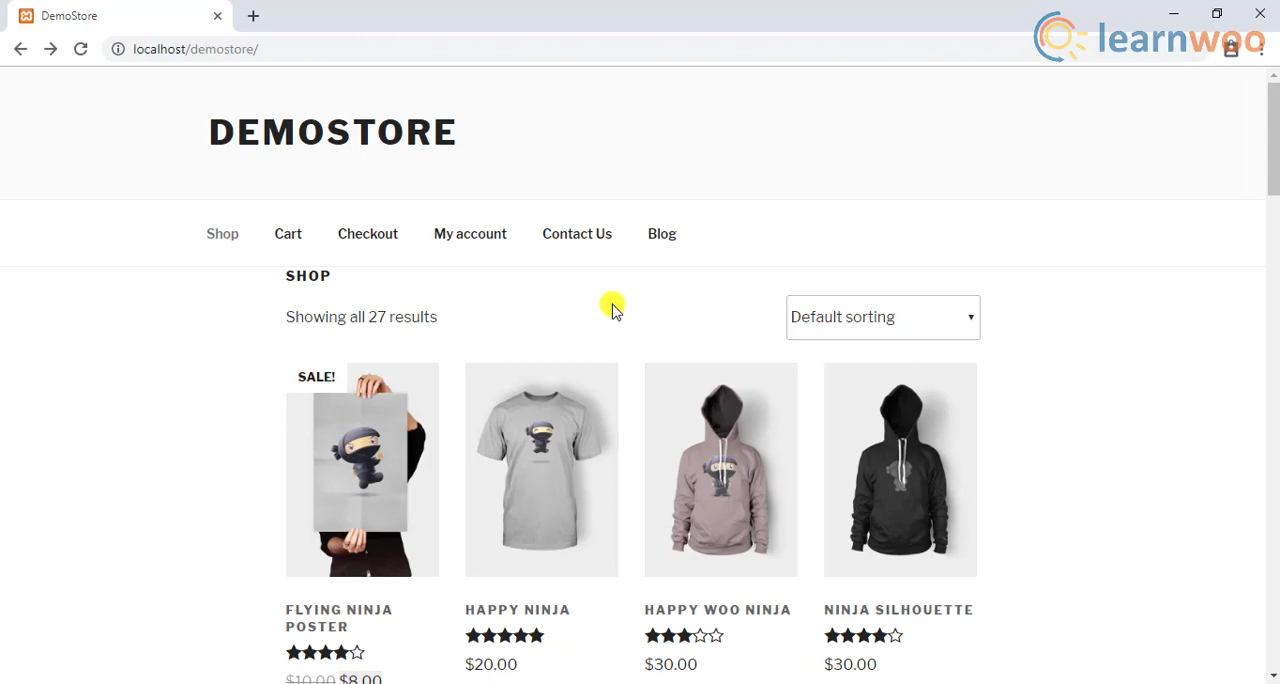 DemoStore
localhost/demostore/
learnwoo
DEMOSTORE
Shop Cart Checkout My account Contact Us Blog
SHOP
Showing all 27 results
Default sorting
SALE!
FLYING NINJA
POSTER
$10.00 $8.00
HAPPY NINJA
$20.00
HAPPY WOO NINJA
$30.00
NINJA SILHOUETTE
$30.00